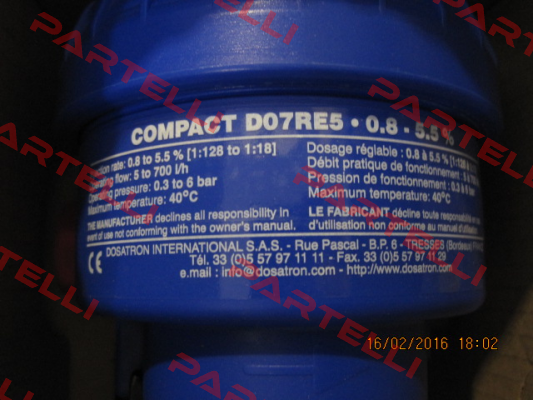 COMPACT D07RE5 • 0.8 - 5.5 %
rate: 0.8 to 5.5 % [1:128 to 1:18]
flow: 5 to 700 l/h
Operating pressure: 0.3 to 6 bar
Maximum temperature: 40°C
THE MANUFACTURER declines all responsibility in
of use not conforming with the owner's manual.
Dosage réglable : 0.8 à 5.5%
Débit pratique de fonctionnement :
Pression de fonctionnement :
Maximum temperature: 40°C
LE FABRICANT décline toute responsabilité en
d'utilisation non conforme au manuel
CE
DOSATRON INTERNATIONAL S.A.S. - Rue Pascal - B.P. 6 - TRESSES (Bordeaux)
Tél. 33 (0)5 57 97 11 11 - Fax. 33 (0)5 57 97 11 29
e.mail : info@dosatron.com - http://www.dosatron.com
16/02/2016 18:02
PARTELLI
PARTELLI
PARTELLI
PARTELLI
PARTELLI